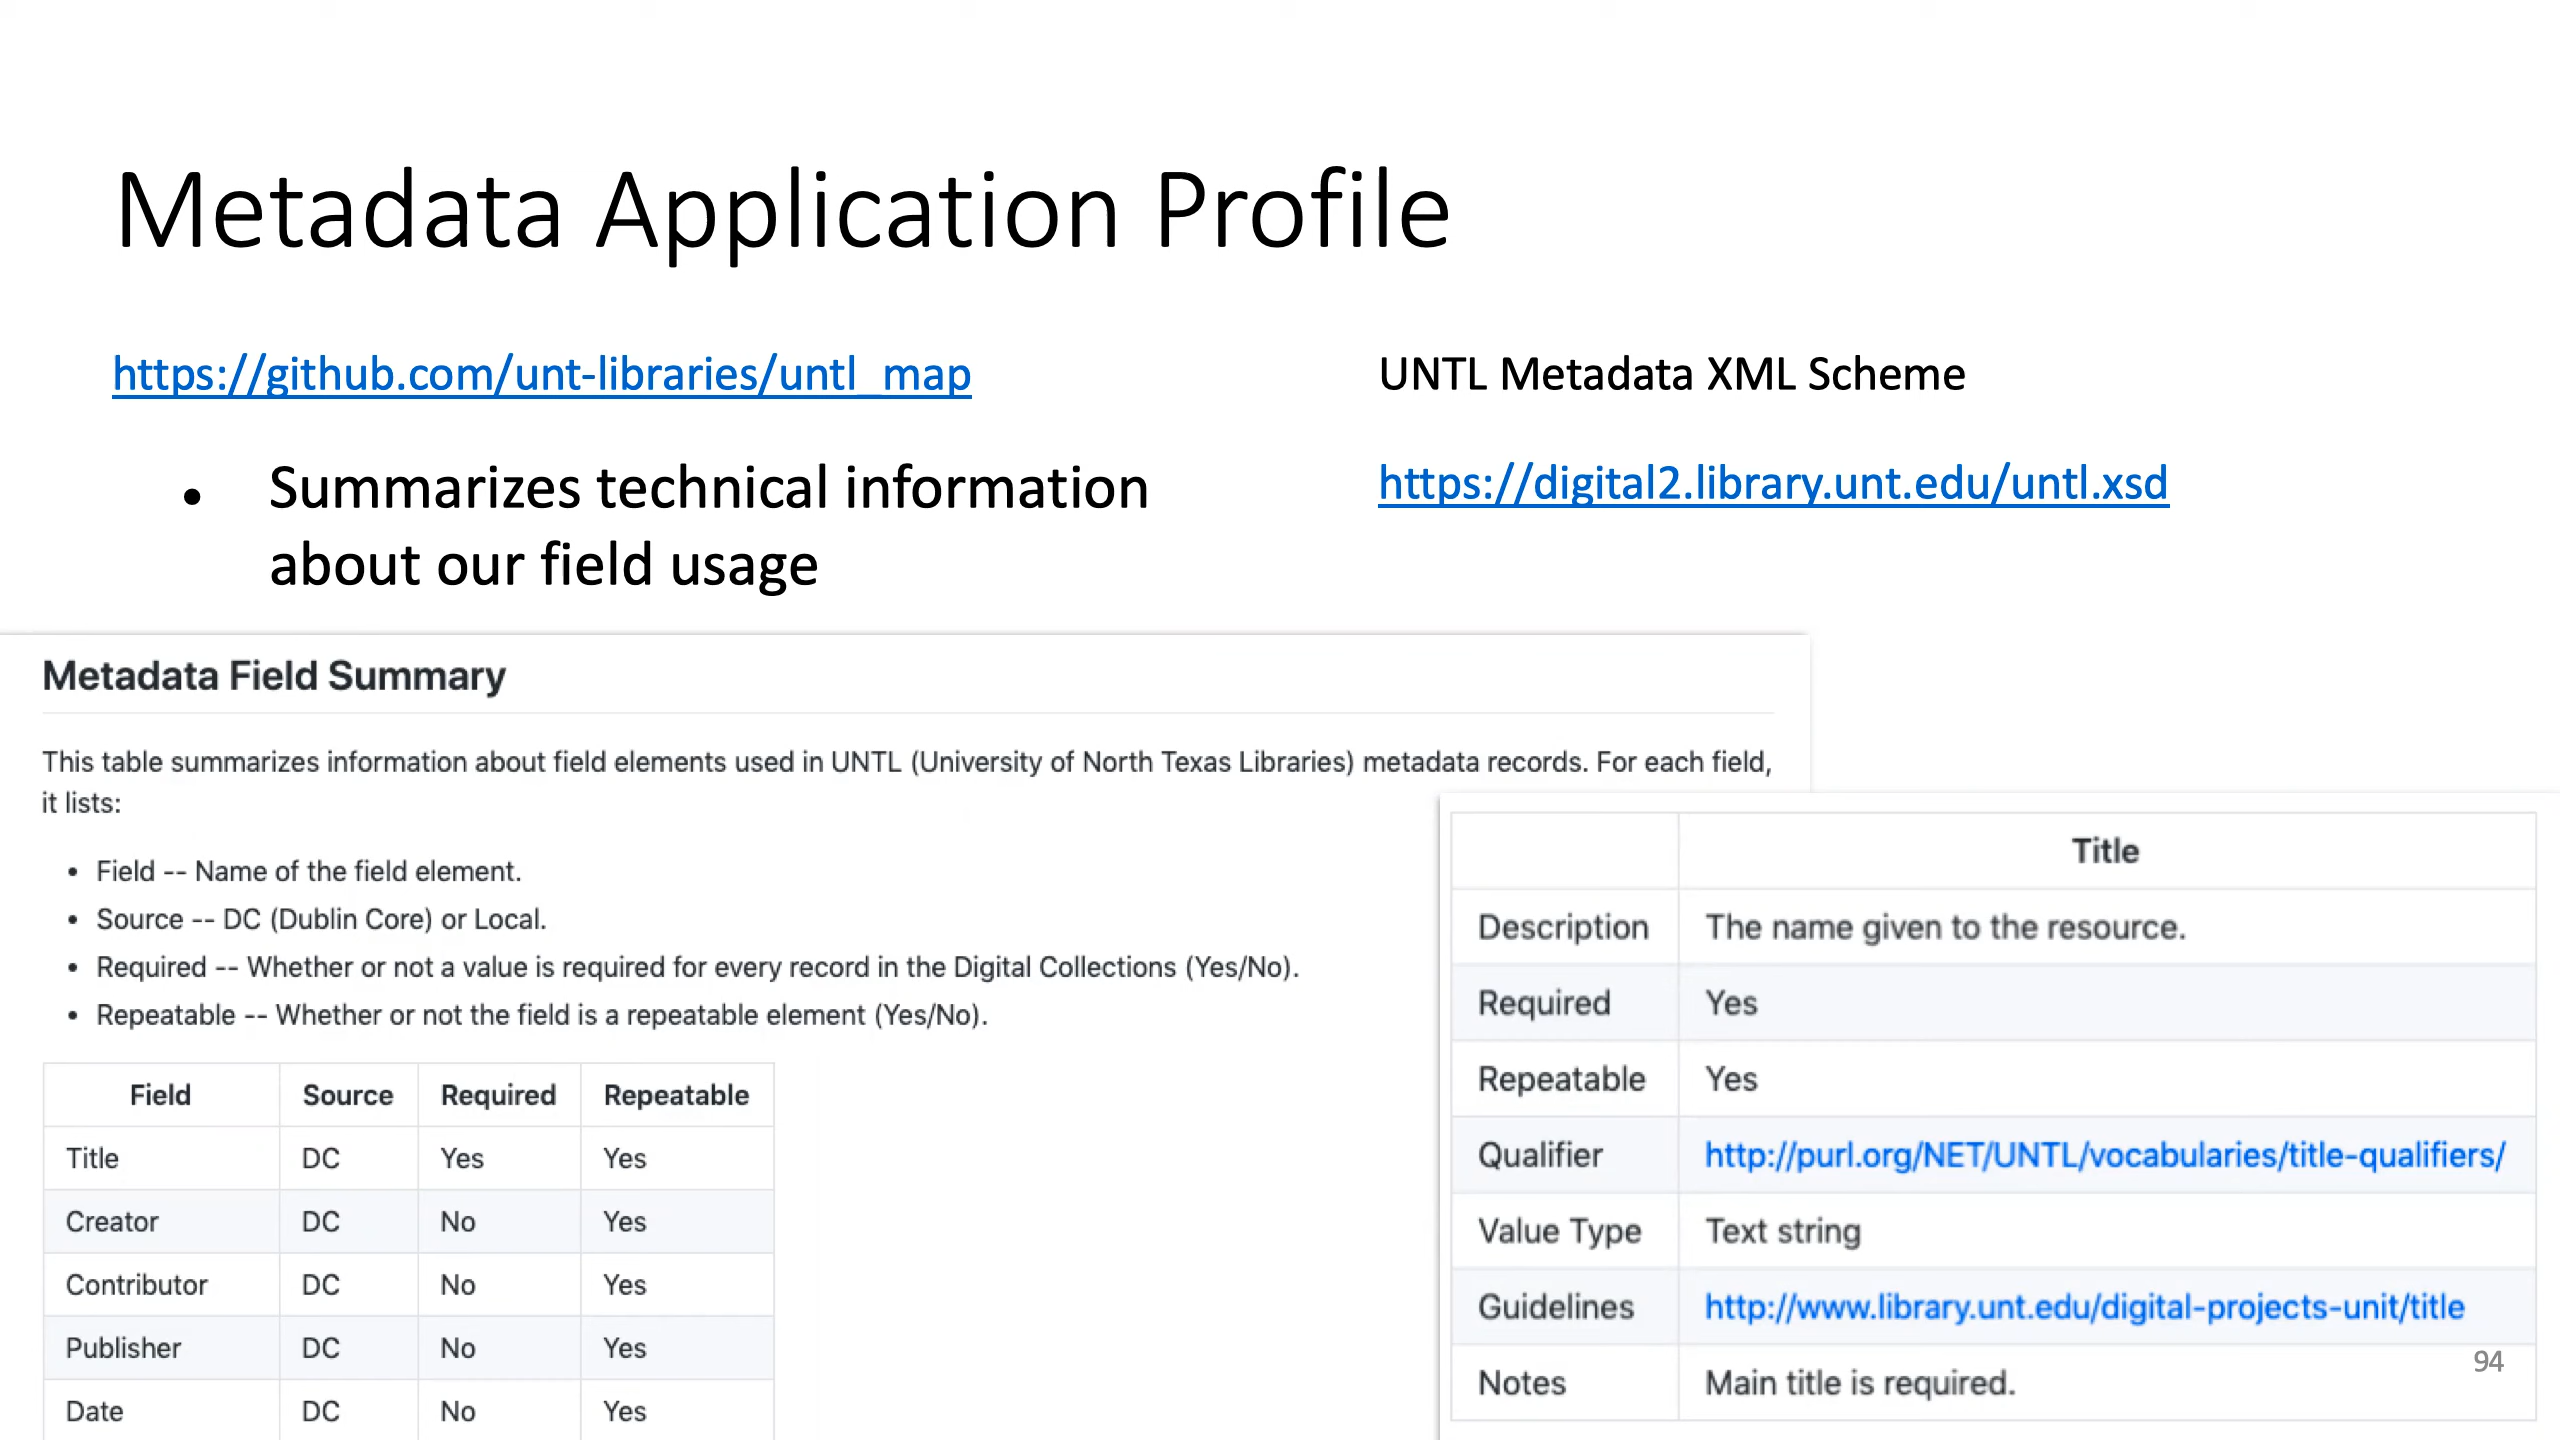 Metadata Application Profile
https://github.com/unt-libraries/untl_map
• Summarizes technical information
about our field usage
UNTL Metadata XML Scheme
https://digital2.library.unt.edu/untl.xsd
Metadata Field Summary
This table summarizes information about field elements used in UNTL (University of North Texas Libraries) metadata records. For each field,
it lists:
• Field -- Name of the field element.
• Source -- DC (Dublin Core) or Local.
• Required -- Whether or not a value is required for every record in the Digital Collections (Yes/No).
• Repeatable -- Whether or not the field is a repeatable element (Yes/No).
Field Source Required Repeatable
Title DC Yes Yes
Creator DC No Yes
Contributor DC No Yes
Publisher DC No Yes
Date DC No Yes
Title
Description The name given to the resource.
Required Yes
Repeatable Yes
Qualifier http://purl.org/NET/UNTL/vocabularies/title-qualifiers/
Value Type Text string
Guidelines http://www.library.unt.edu/digital-projects-unit/title
Notes Main title is required.
94